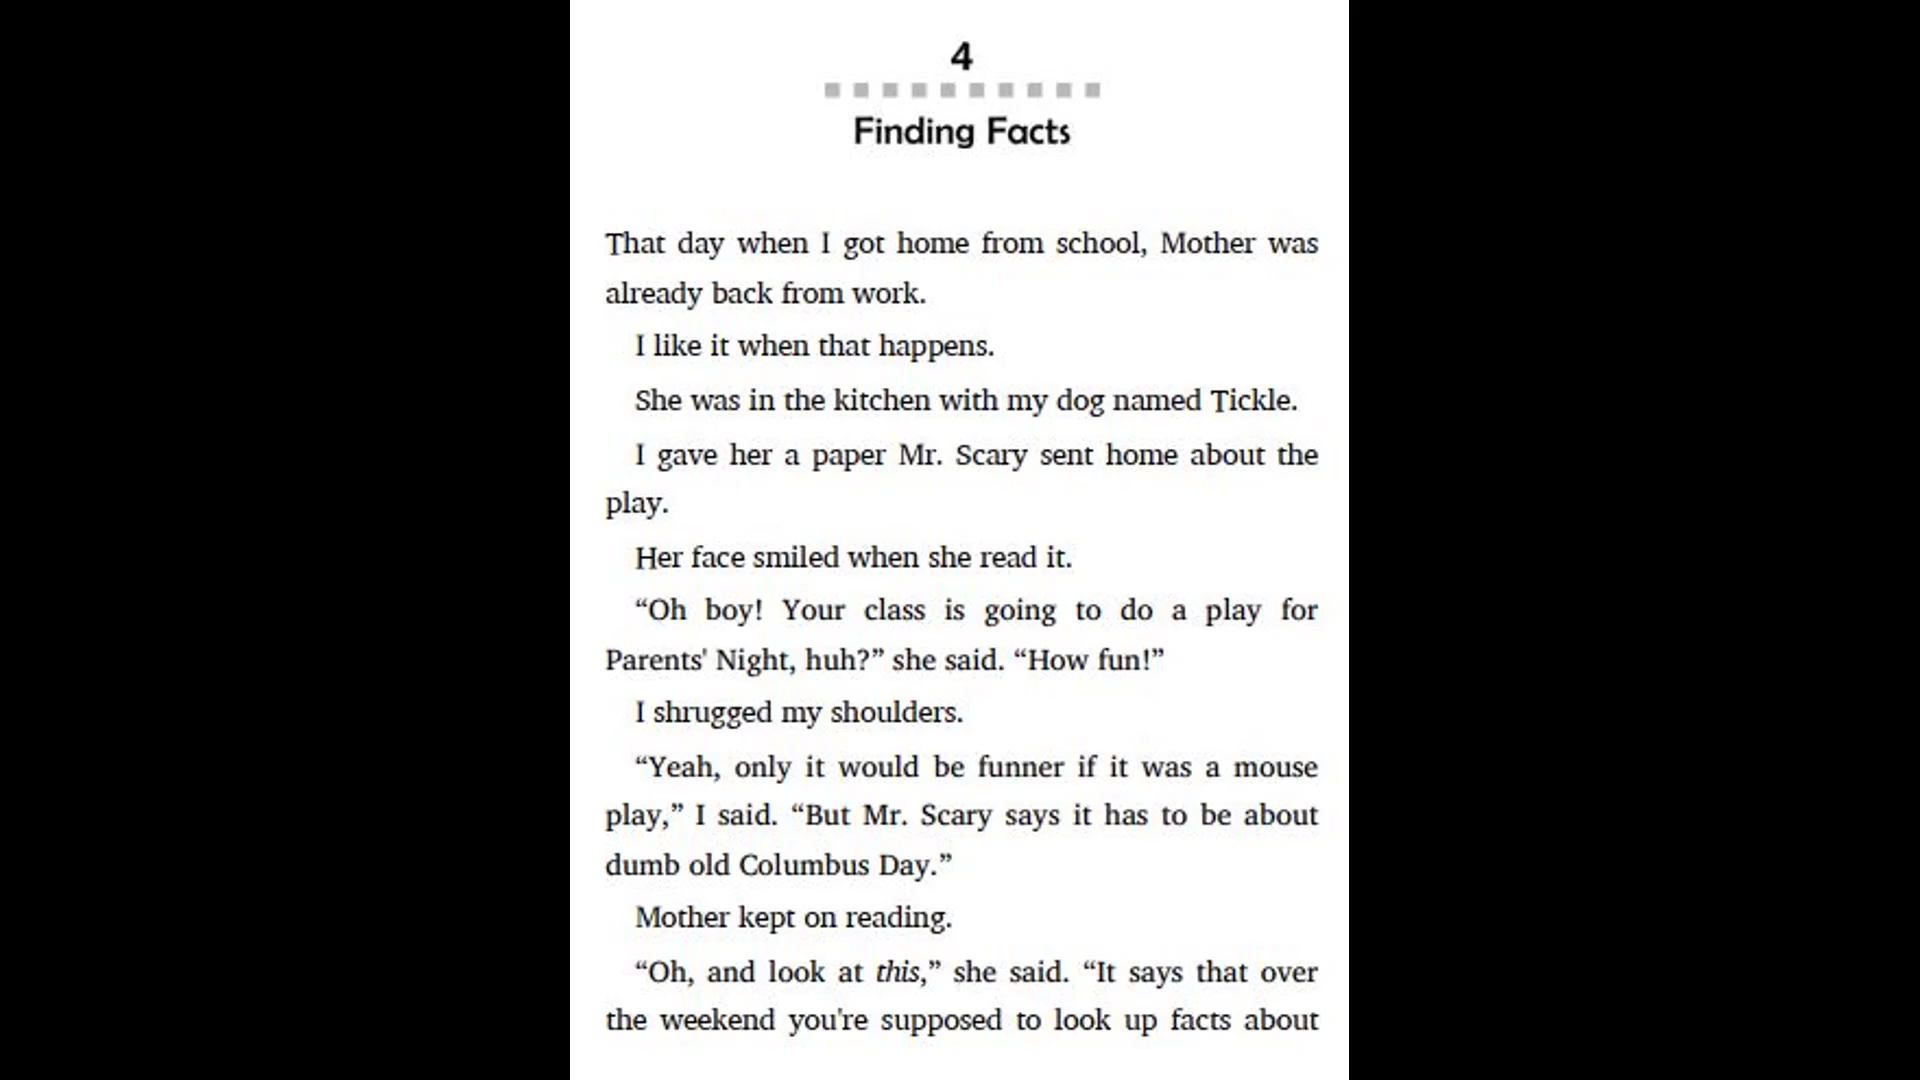 4
Finding Facts
That day when I got home from school, Mother was
already back from work.
I like it when that happens.
She was in the kitchen with my dog named Tickle.
I gave her a paper Mr. Scary sent home about the
play.
Her face smiled when she read it.
“Oh boy! Your class is going to do a play for
Parents' Night, huh?” she said. “How fun!”
I shrugged my shoulders.
“Yeah, only it would be funner if it was a mouse
play,” I said. “But Mr. Scary says it has to be about
dumb old Columbus Day.”
Mother kept on reading.
“Oh, and look at this,” she said. “It says that over
the weekend you're supposed to look up facts about